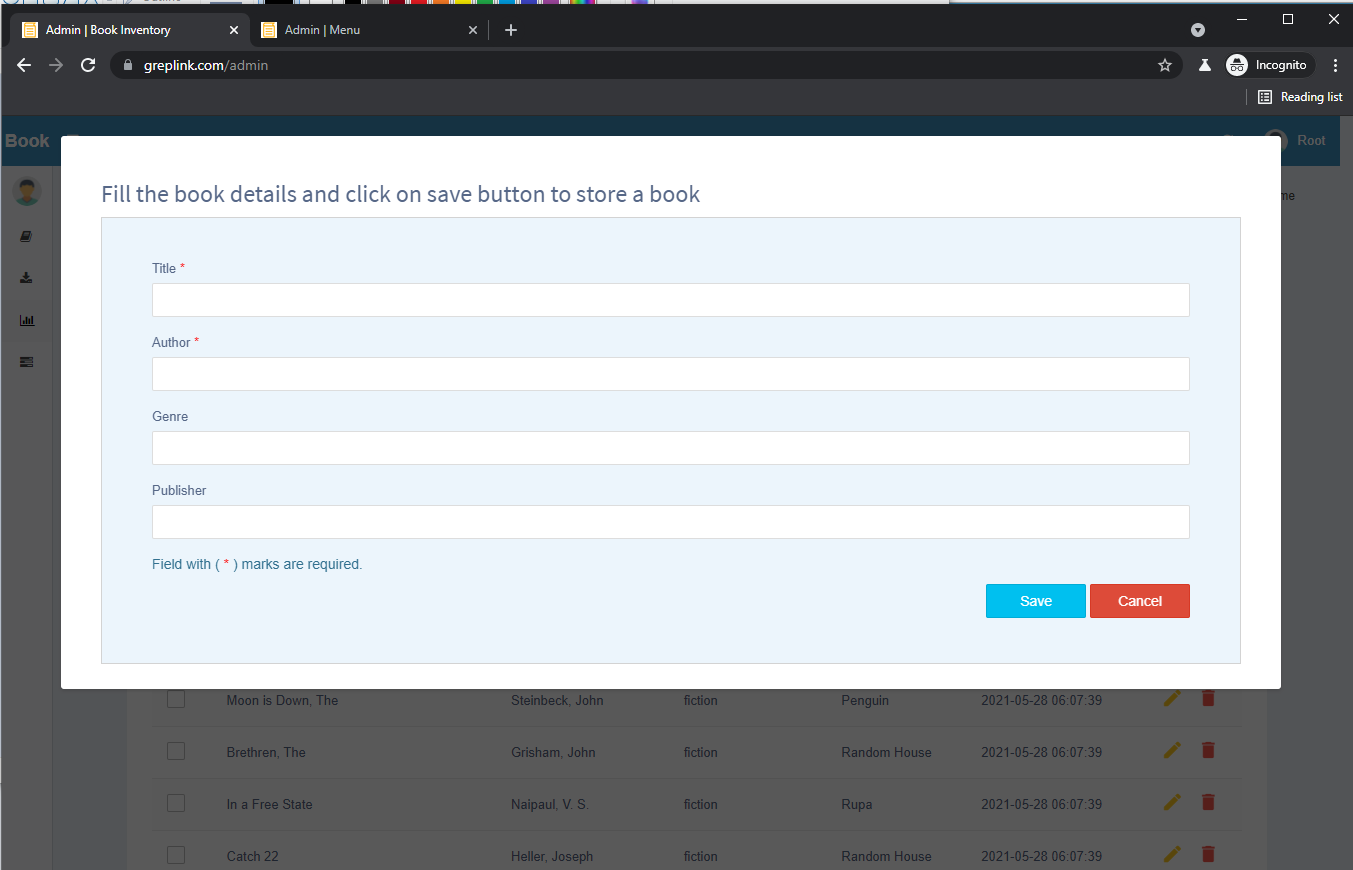 Admin | Book Inventory
Admin | Menu
greplink.com/admin
Incognito
Reading list
Book
Root
me
Fill the book details and click on save button to store a book
Title *
Author *
Genre
Publisher
Field with ( * ) marks are required.
Save Cancel
Moon is Down, The Steinbeck, John fiction Penguin 2021-05-28 06:07:39
Brethren, The Grisham, John fiction Random House 2021-05-28 06:07:39
In a Free State Naipaul, V. S. fiction Rupa 2021-05-28 06:07:39
Catch 22 Heller, Joseph fiction Random House 2021-05-28 06:07:39